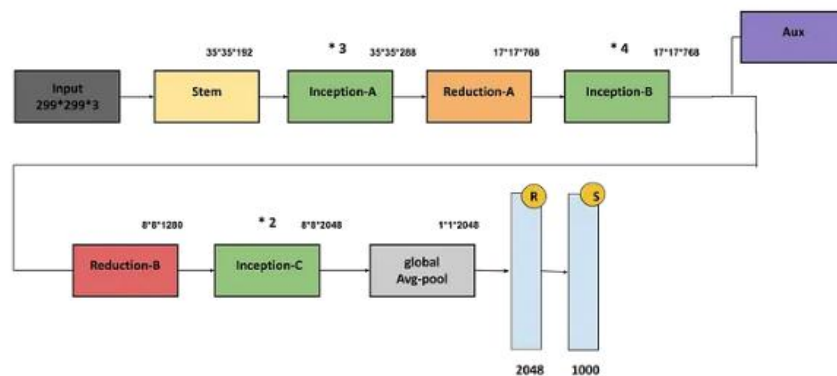 Aux
35*35*192
* 3
35*35*288
17*17*768
* 4
17*17*768
Input
299*299*3
Stem
Inception-A
Reduction-A
Inception-B
R
S
8*8*1280
* 2
8*8*2048
1*1*2048
Reduction-B
Inception-C
global
Avg-pool
2048
1000